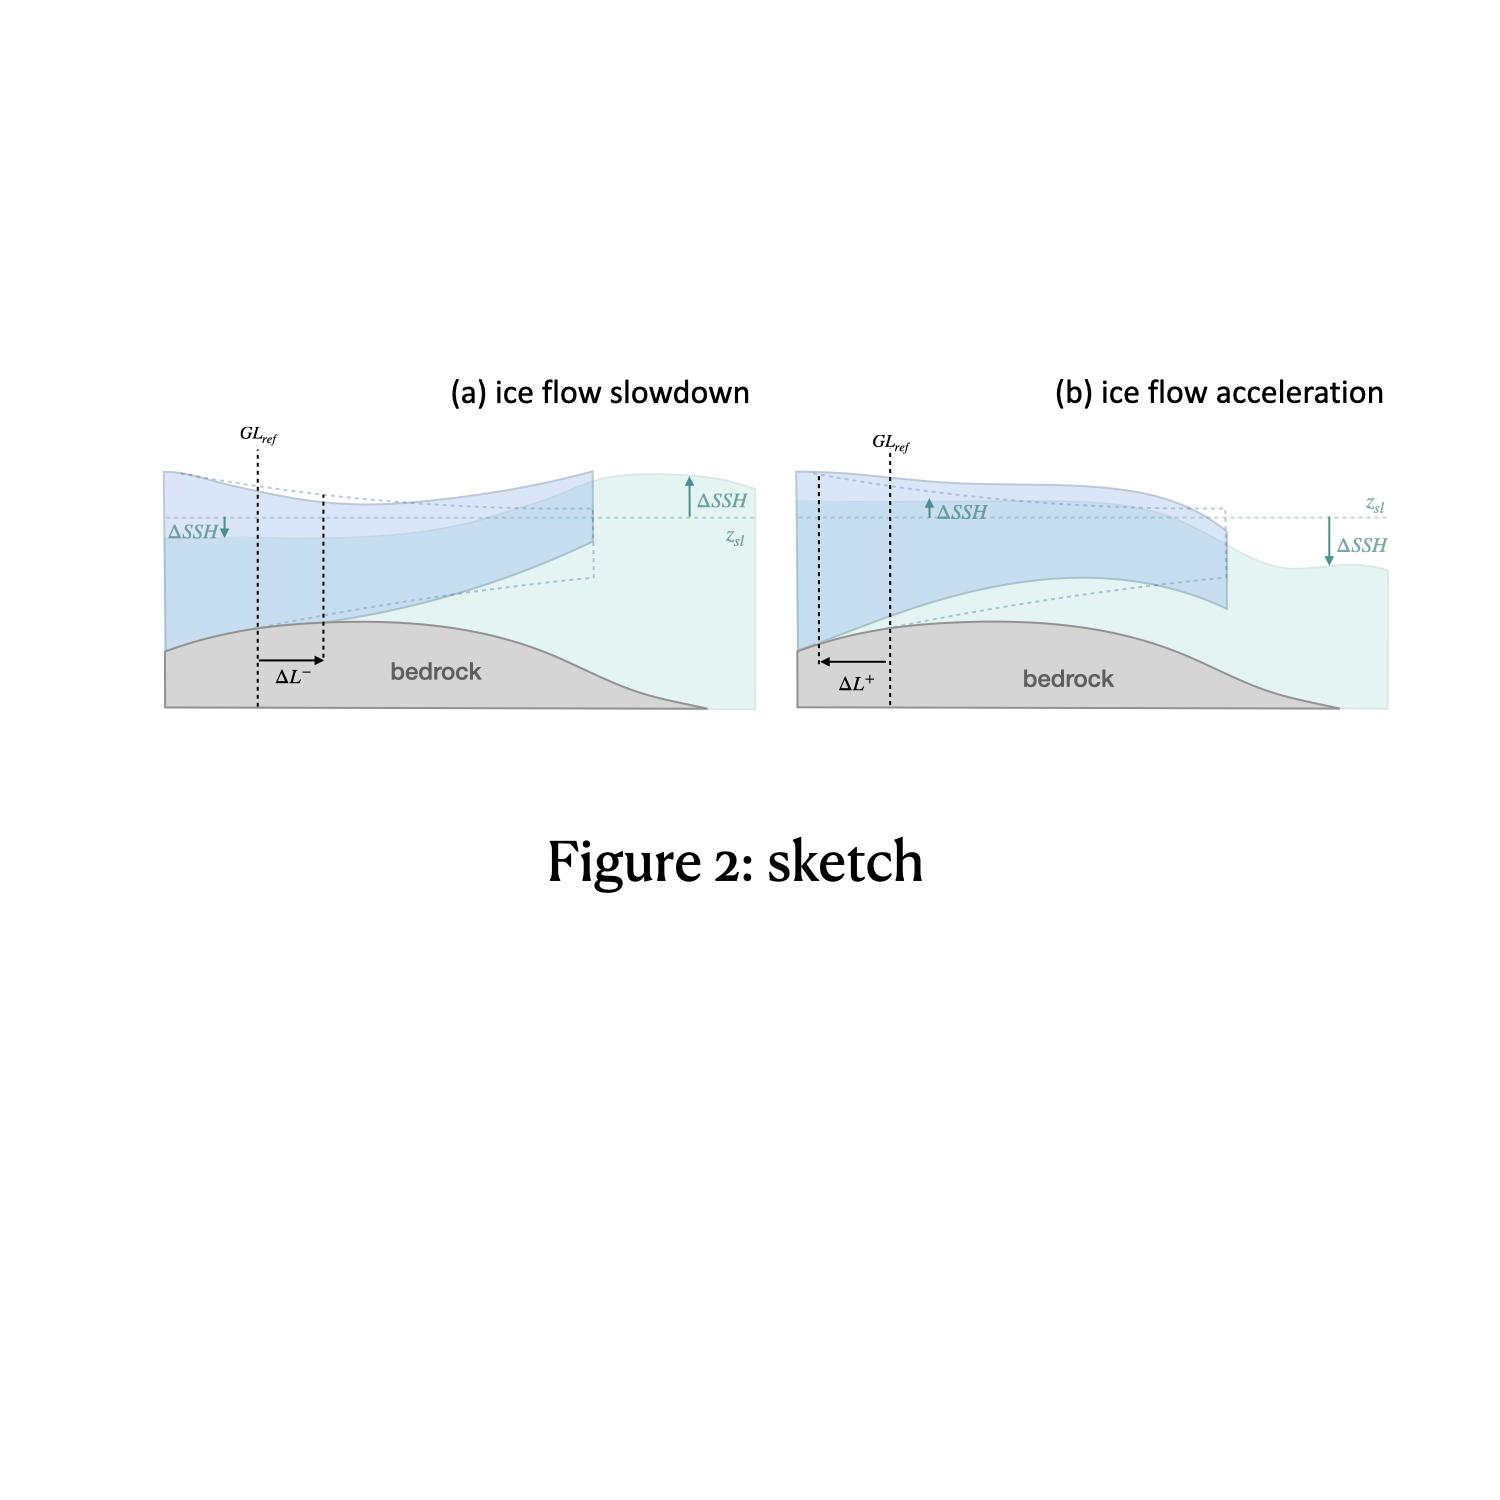 (a) ice flow slowdown
GL_ref
ΔSSH
ΔSSH
z_sl
ΔL⁻
bedrock
(b) ice flow acceleration
GL_ref
z_sl
ΔSSH
ΔSSH
ΔL⁺
bedrock
Figure 2: sketch